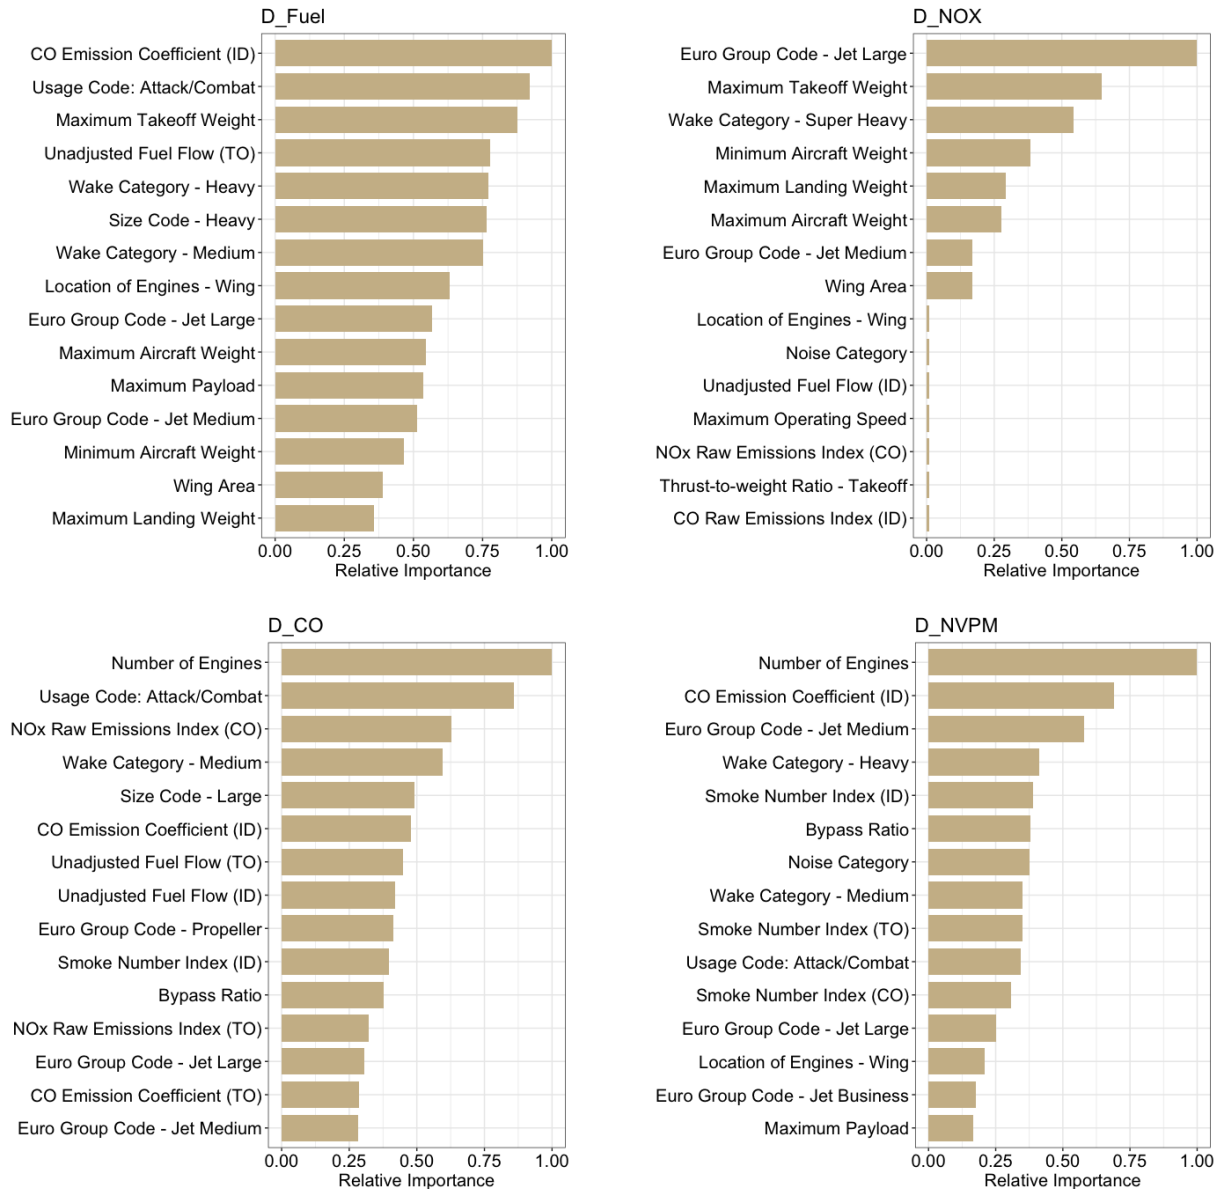 D_Fuel
CO Emission Coefficient (ID)
Usage Code: Attack/Combat
Maximum Takeoff Weight
Unadjusted Fuel Flow (TO)
Wake Category - Heavy
Size Code - Heavy
Wake Category - Medium
Location of Engines - Wing
Euro Group Code - Jet Large
Maximum Aircraft Weight
Maximum Payload
Euro Group Code - Jet Medium
Minimum Aircraft Weight
Wing Area
Maximum Landing Weight
0.00 0.25 0.50 0.75 1.00
Relative Importance
D_NOX
Euro Group Code - Jet Large
Maximum Takeoff Weight
Wake Category - Super Heavy
Minimum Aircraft Weight
Maximum Landing Weight
Maximum Aircraft Weight
Euro Group Code - Jet Medium
Wing Area
Location of Engines - Wing
Noise Category
Unadjusted Fuel Flow (ID)
Maximum Operating Speed
NOx Raw Emissions Index (CO)
Thrust-to-weight Ratio - Takeoff
CO Raw Emissions Index (ID)
0.00 0.25 0.50 0.75 1.00
Relative Importance
D_CO
Number of Engines
Usage Code: Attack/Combat
NOx Raw Emissions Index (CO)
Wake Category - Medium
Size Code - Large
CO Emission Coefficient (ID)
Unadjusted Fuel Flow (TO)
Unadjusted Fuel Flow (ID)
Euro Group Code - Propeller
Smoke Number Index (ID)
Bypass Ratio
NOx Raw Emissions Index (TO)
Euro Group Code - Jet Large
CO Emission Coefficient (TO)
Euro Group Code - Jet Medium
0.00 0.25 0.50 0.75 1.00
Relative Importance
D_NVPM
Number of Engines
CO Emission Coefficient (ID)
Euro Group Code - Jet Medium
Wake Category - Heavy
Smoke Number Index (ID)
Bypass Ratio
Noise Category
Wake Category - Medium
Smoke Number Index (TO)
Usage Code: Attack/Combat
Smoke Number Index (CO)
Euro Group Code - Jet Large
Location of Engines - Wing
Euro Group Code - Jet Business
Maximum Payload
0.00 0.25 0.50 0.75 1.00
Relative Importance